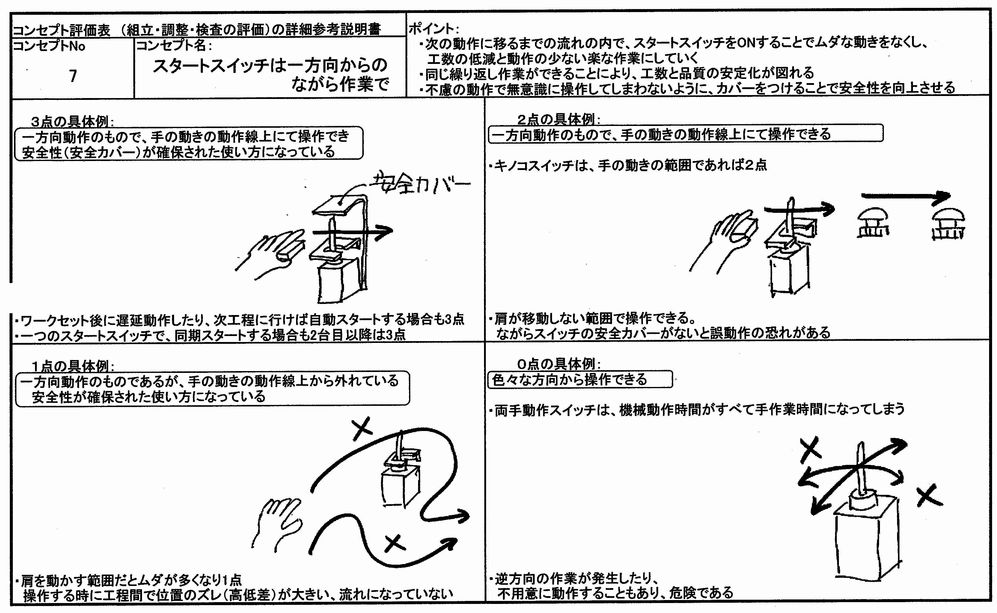 コンセプト評価表　(組立・調整・検査の評価)の詳細参考説明書
コンセプトNo
7
コンセプト名:
スタートスイッチは一方向からの
ながら作業で
ポイント:
・次の動作に移るまでの流れの内で、スタートスイッチをONすることでムダな動きをなくし、
工数の低減と動作の少ない楽な作業にしていく
・同じ繰り返し作業ができることにより、工数と品質の安定化が図れる
・不慮の動作で無意識に操作してしまわないように、カバーをつけることで安全性を向上させる
3点の具体例:
一方向動作のもので、手の動きの動作線上にて操作でき
安全性(安全カバー)が確保された使い方になっている
安全カバー
・ワークセット後に遅延動作したり、次工程に行けば自動スタートする場合も3点
・一つのスタートスイッチで、同期スタートする場合も2台目以降は3点
2点の具体例:
一方向動作のもので、手の動きの動作線上にて操作できる
・キノコスイッチは、手の動きの範囲であれば2点
・肩が移動しない範囲で操作できる。
ながらスイッチの安全カバーがないと誤動作の恐れがある
1点の具体例:
一方向動作のものであるが、手の動きの動作線上から外れている
安全性が確保された使い方になっている
・肩を動かす範囲だとムダが多くなり1点
操作する時に工程間で位置のズレ(高低差)が大きい、流れになっていない
0点の具体例:
色々な方向から操作できる
・両手動作スイッチは、機械動作時間がすべて手作業時間になってしまう
・逆方向の作業が発生したり、
不用意に動作することもあり、危険である